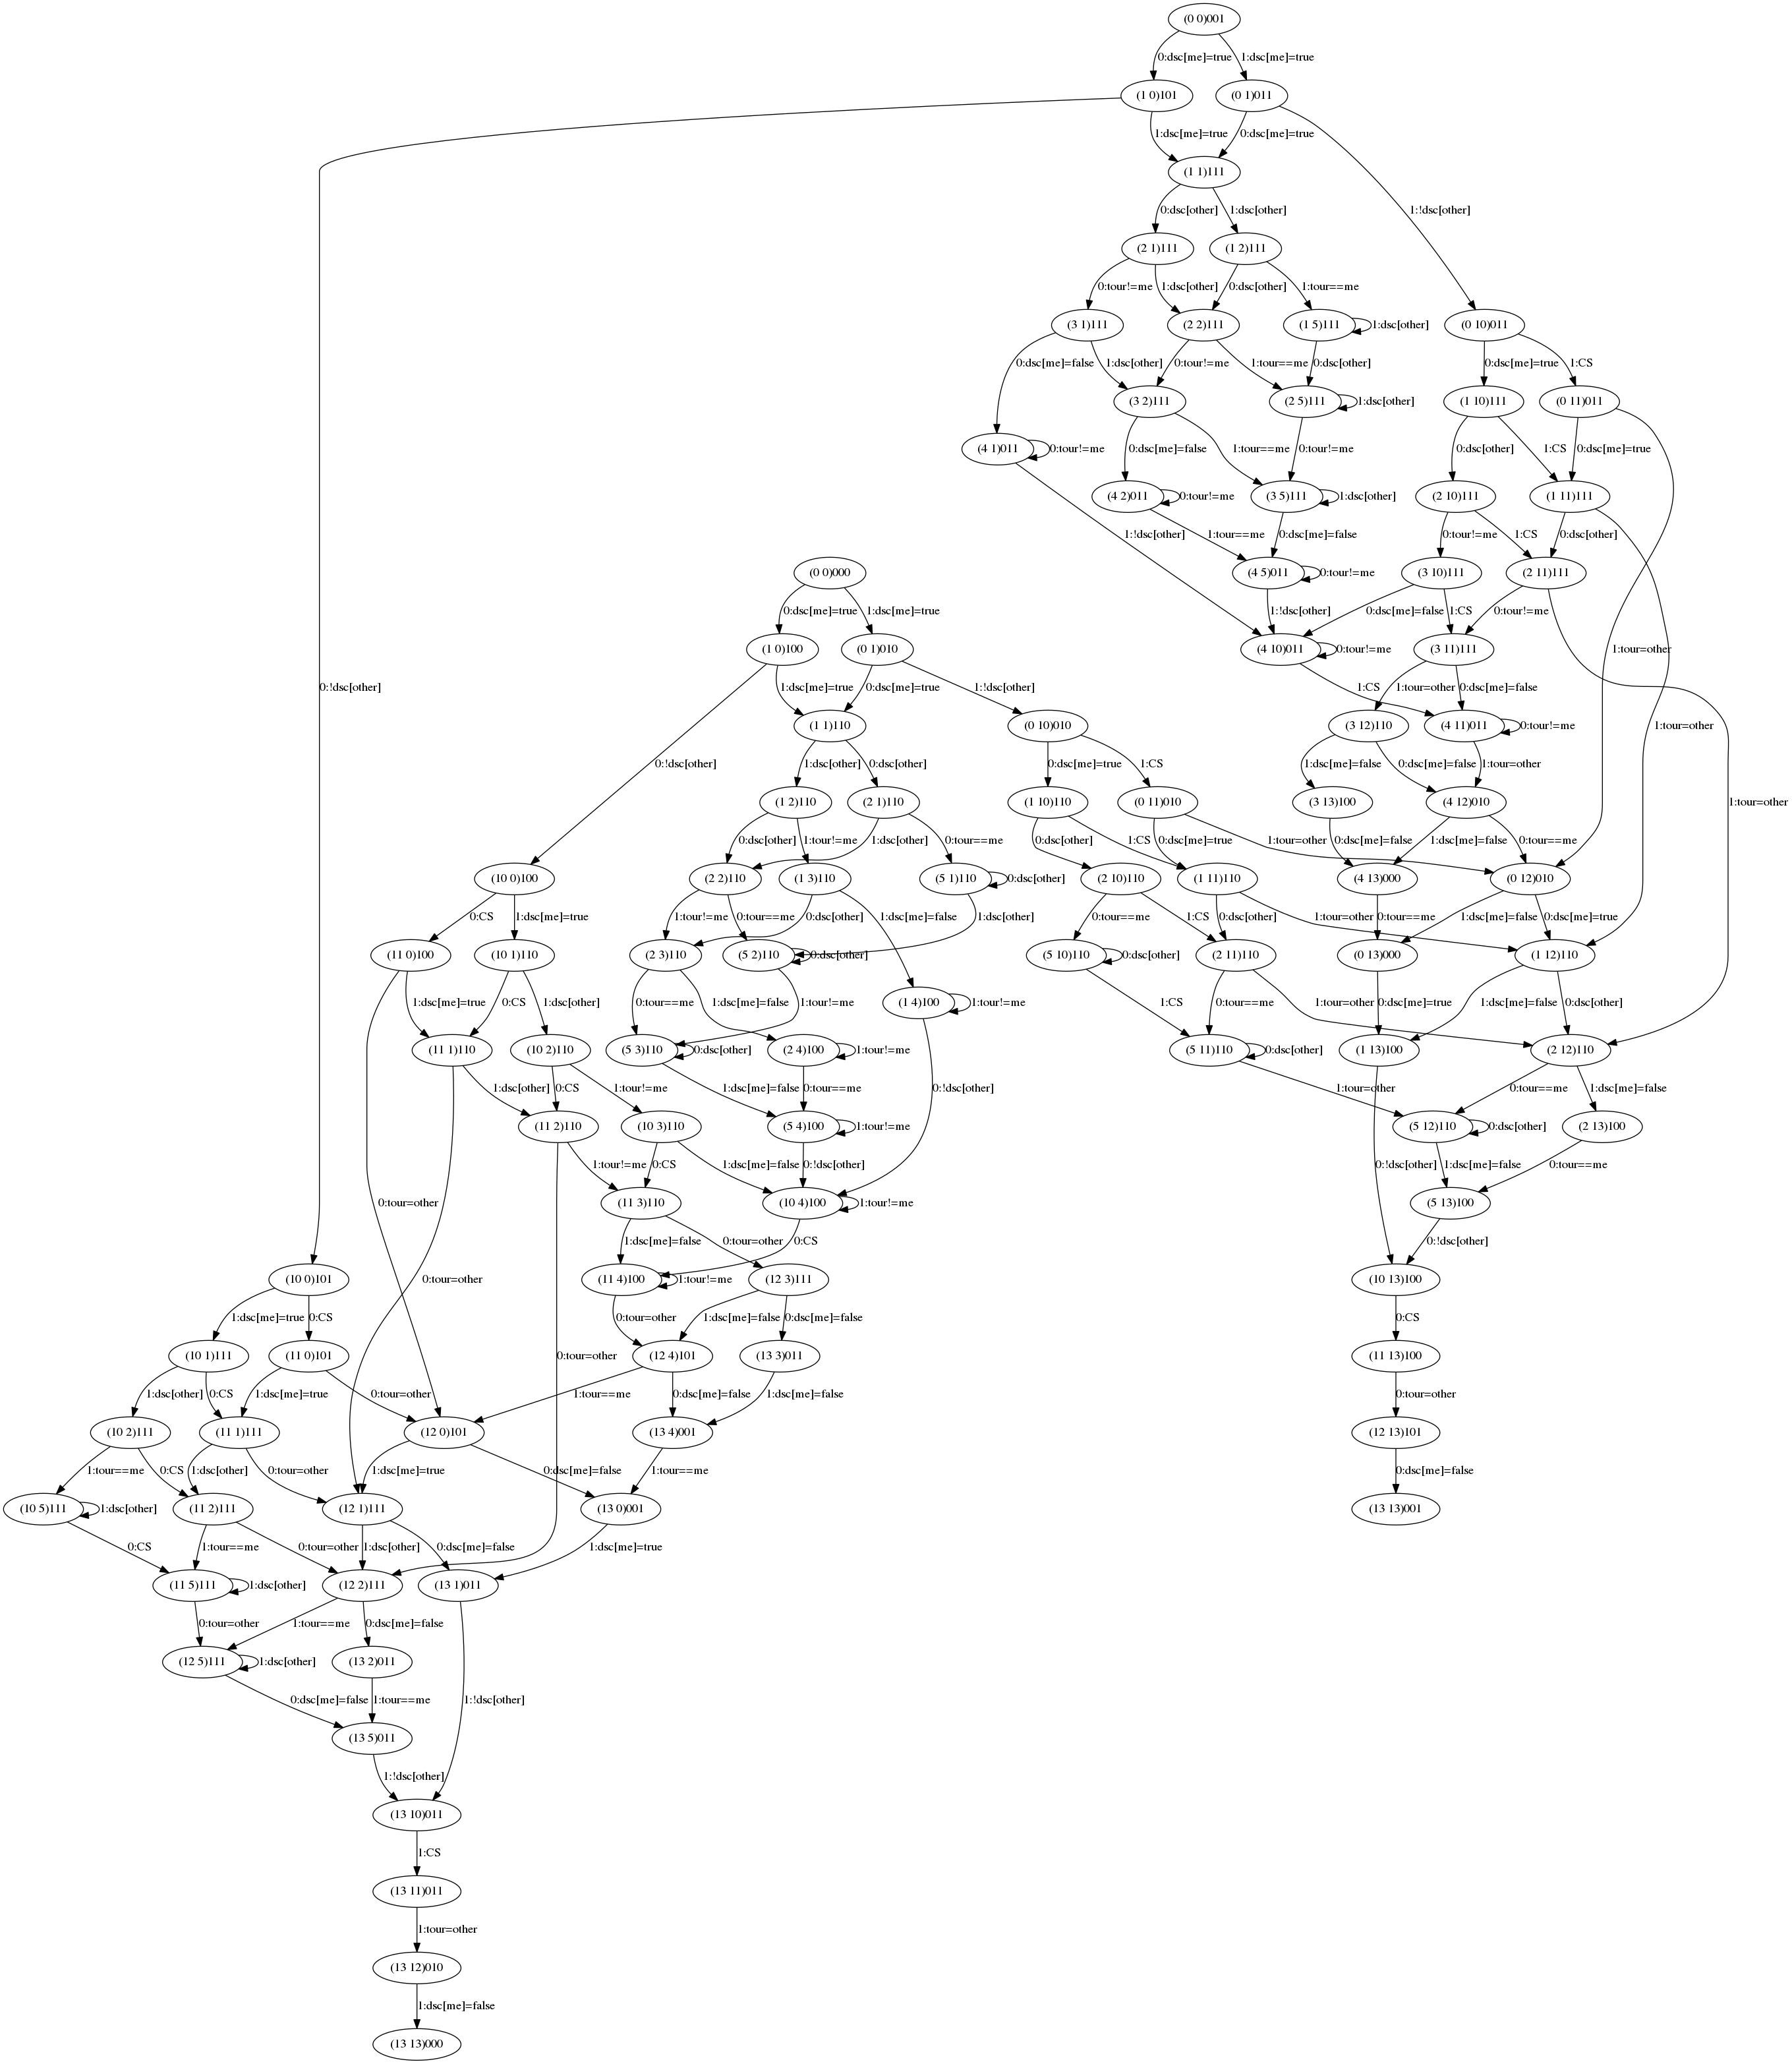 (0 0)001
0:dsc[me]=true 1:dsc[me]=true
(1 0)101 (0 1)011
1:dsc[me]=true 0:dsc[me]=true
(1 1)111
0:dsc[other] 1:dsc[other] 1:!dsc[other]
(2 1)111 (1 2)111
0:tour!=me 1:dsc[other] 0:dsc[other] 1:tour==me
(3 1)111 (2 2)111 (1 5)111 1:dsc[other] (0 10)011
0:dsc[me]=false 1:dsc[other] 0:tour!=me 1:tour==me 0:dsc[other] 0:dsc[me]=true 1:CS
(3 2)111 (2 5)111 1:dsc[other] (1 10)111 (0 11)011
(4 1)011 0:tour!=me 0:dsc[me]=false 1:tour==me 0:tour!=me 0:dsc[other] 1:CS 0:dsc[me]=true
(4 2)011 0:tour!=me (3 5)111 1:dsc[other] (2 10)111 (1 11)111
1:!dsc[other] 1:tour==me 0:dsc[me]=false 0:tour!=me 1:CS 0:dsc[other]
(0 0)000 (4 5)011 0:tour!=me (3 10)111 (2 11)111
0:dsc[me]=true 1:dsc[me]=true 1:!dsc[other] 0:dsc[me]=false 1:CS 0:tour!=me
(1 0)100 (0 1)010 (4 10)011 0:tour!=me (3 11)111 1:tour=other
0:!dsc[other] 1:dsc[me]=true 0:dsc[me]=true 1:!dsc[other] 1:CS 1:tour=other 0:dsc[me]=false
(1 1)110 (0 10)010 (3 12)110 (4 11)011 0:tour!=me 1:tour=other
0:!dsc[other] 1:dsc[other] 0:dsc[other] 0:dsc[me]=true 1:CS 1:dsc[me]=false 0:dsc[me]=false 1:tour=other
(1 2)110 (2 1)110 (1 10)110 (0 11)010 (3 13)100 (4 12)010 1:tour=other
0:dsc[other] 1:tour!=me 1:dsc[other] 0:tour==me 0:dsc[other] 1:CS 0:dsc[me]=true 1:tour=other 0:dsc[me]=false 1:dsc[me]=false 0:tour==me
(10 0)100 (2 2)110 (1 3)110 (5 1)110 0:dsc[other] (2 10)110 (1 11)110 (4 13)000 (0 12)010
0:CS 1:dsc[me]=true 1:tour!=me 0:tour==me 0:dsc[other] 1:dsc[me]=false 1:dsc[other] 0:tour==me 1:CS 0:dsc[other] 1:tour=other 0:tour==me 1:dsc[me]=false 0:dsc[me]=true
(11 0)100 (10 1)110 (2 3)110 (5 2)110 0:dsc[other] (5 10)110 0:dsc[other] (2 11)110 (0 13)000 (1 12)110
1:dsc[me]=true 0:CS 1:dsc[other] 0:tour==me 1:dsc[me]=false 1:tour!=me (1 4)100 1:tour!=me 1:CS 0:tour==me 1:tour=other 0:dsc[me]=true 1:dsc[me]=false 0:dsc[other]
(11 1)110 (10 2)110 (5 3)110 0:dsc[other] (2 4)100 1:tour!=me (5 11)110 0:dsc[other] (1 13)100 (2 12)110
1:dsc[other] 0:CS 1:tour!=me 1:dsc[me]=false 0:tour==me 0:!dsc[other] 1:tour=other 0:tour==me 1:dsc[me]=false
(11 2)110 (10 3)110 (5 4)100 1:tour!=me (5 12)110 0:dsc[other] (2 13)100
1:tour!=me 0:CS 1:dsc[me]=false 0:!dsc[other] 0:!dsc[other] 1:dsc[me]=false 0:tour==me
0:tour=other (11 3)110 (10 4)100 1:tour!=me (5 13)100
0:tour=other 1:dsc[me]=false 0:tour=other 0:CS 0:!dsc[other]
(10 0)101 (11 4)100 1:tour!=me (12 3)111 (10 13)100
1:dsc[me]=true 0:CS 0:tour=other 1:dsc[me]=false 0:dsc[me]=false 0:CS
(10 1)111 (11 0)101 0:tour=other (12 4)101 (13 3)011 (11 13)100
1:dsc[other] 0:CS 1:dsc[me]=true 0:tour=other 1:tour==me 0:dsc[me]=false 1:dsc[me]=false 0:tour=other
(10 2)111 (11 1)111 (12 0)101 (13 4)001 (12 13)101
1:tour==me 0:CS 1:dsc[other] 0:tour=other 1:dsc[me]=true 0:dsc[me]=false 1:tour==me 0:dsc[me]=false
(10 5)111 1:dsc[other] (11 2)111 (12 1)111 (13 0)001 (13 13)001
0:CS 1:tour==me 0:tour=other 1:dsc[other] 0:dsc[me]=false 1:dsc[me]=true
(11 5)111 1:dsc[other] (12 2)111 (13 1)011
0:tour=other 1:tour==me 0:dsc[me]=false
(12 5)111 1:dsc[other] (13 2)011
0:dsc[me]=false 1:tour==me 1:!dsc[other]
(13 5)011
1:!dsc[other]
(13 10)011
1:CS
(13 11)011
1:tour=other
(13 12)010
1:dsc[me]=false
(13 13)000